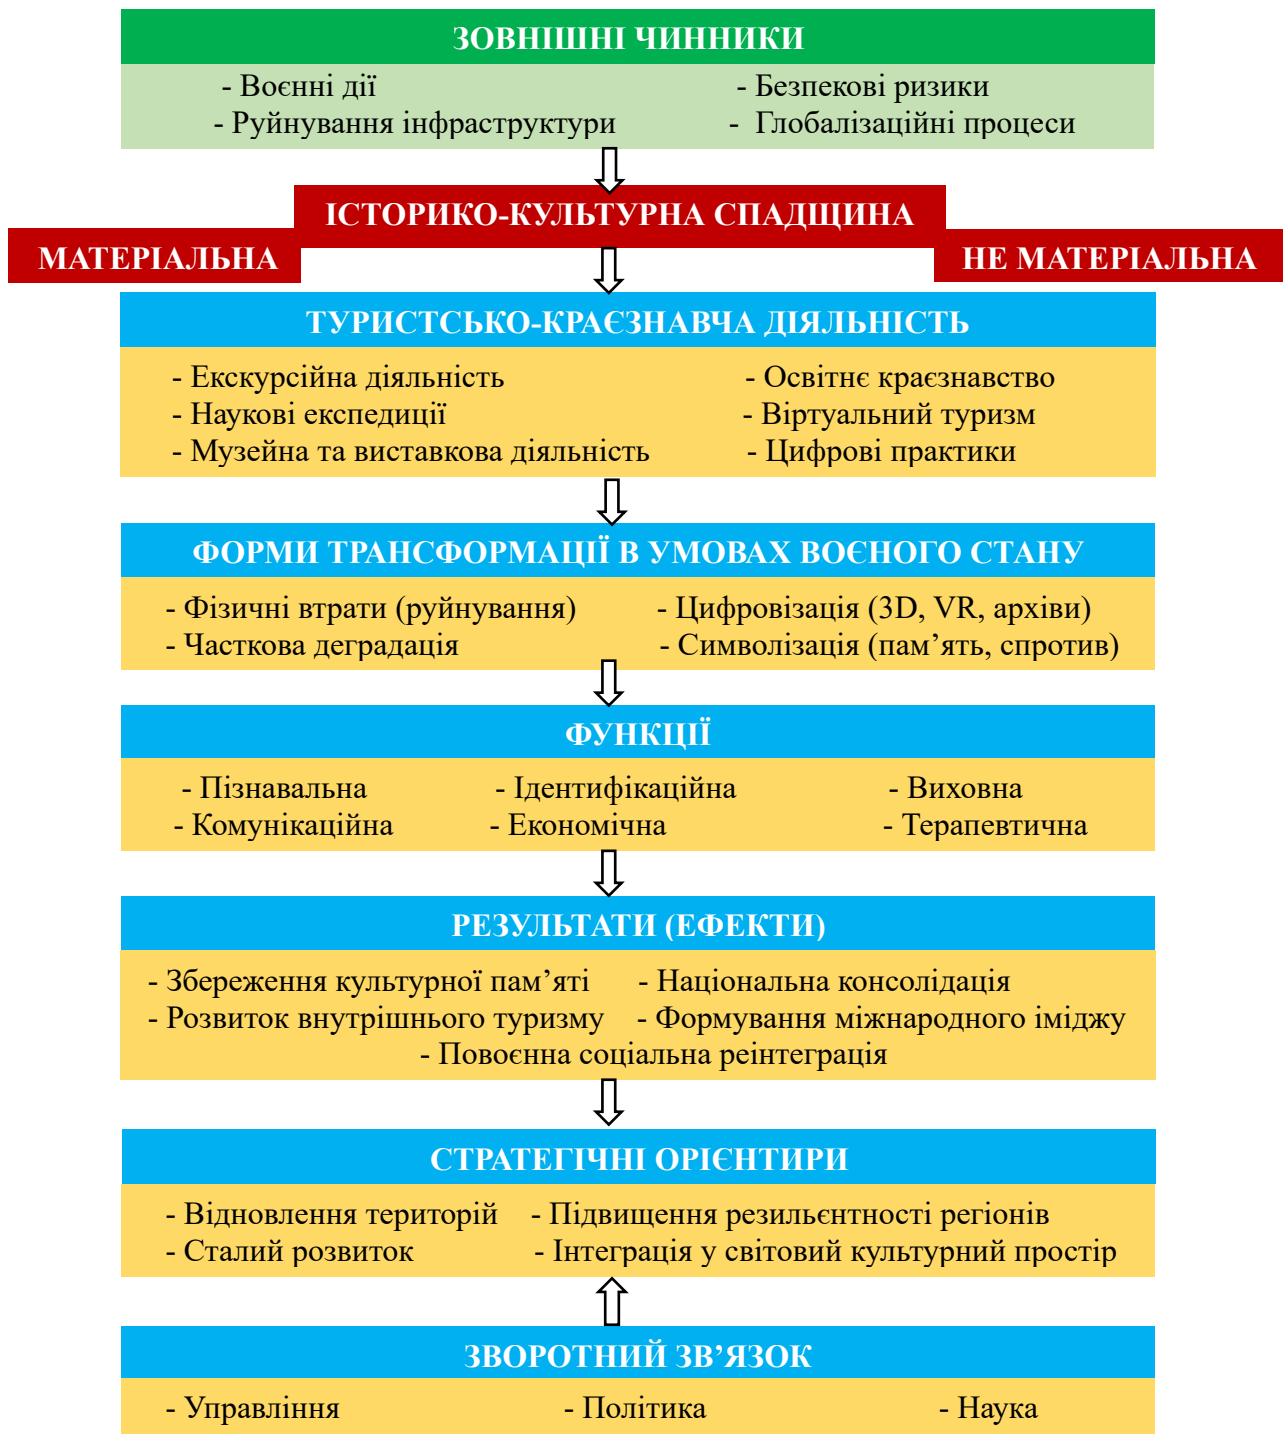 ЗОВНІШНІ ЧИННИКИ
- Воєнні дії - Безпекові ризики
- Руйнування інфраструктури - Глобалізаційні процеси
ІСТОРИКО-КУЛЬТУРНА СПАДЩИНА
МАТЕРІАЛЬНА НЕ МАТЕРІАЛЬНА
ТУРИСТСЬКО-КРАЄЗНАВЧА ДІЯЛЬНІСТЬ
- Екскурсійна діяльність - Освітнє краєзнавство
- Наукові експедиції - Віртуальний туризм
- Музейна та виставкова діяльність - Цифрові практики
ФОРМИ ТРАНСФОРМАЦІЇ В УМОВАХ ВОЄНОГО СТАНУ
- Фізичні втрати (руйнування) - Цифровізація (3D, VR, архіви)
- Часткова деградація - Символізація (пам’ять, спротив)
ФУНКЦІЇ
- Пізнавальна - Ідентифікаційна - Виховна
- Комунікаційна - Економічна - Терапевтична
РЕЗУЛЬТАТИ (ЕФЕКТИ)
- Збереження культурної пам’яті - Національна консолідація
- Розвиток внутрішнього туризму - Формування міжнародного іміджу
- Повоєнна соціальна реінтеграція
СТРАТЕГІЧНІ ОРІЄНТИРИ
- Відновлення територій - Підвищення резильєнтності регіонів
- Сталий розвиток - Інтеграція у світовий культурний простір
ЗВОРОТНИЙ ЗВ’ЯЗОК
- Управління - Політика - Наука